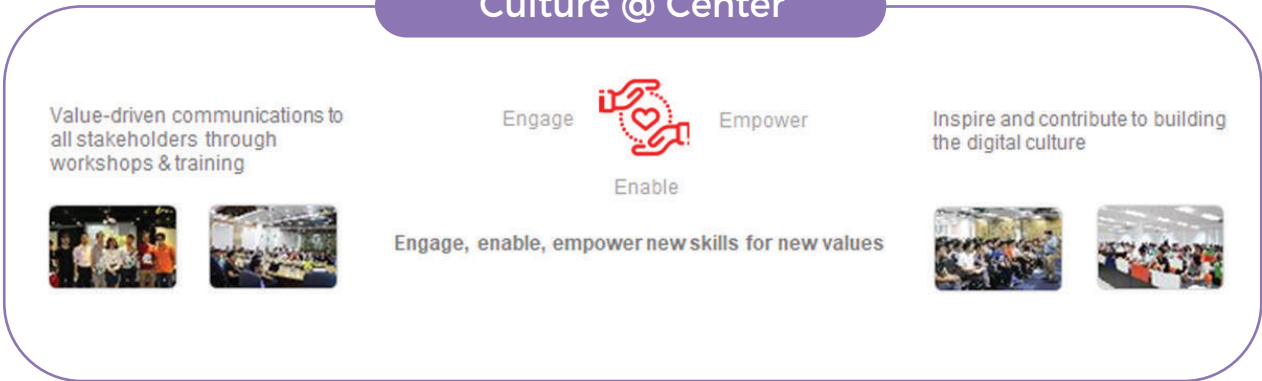 Culture @ Center
Value-driven communications to
all stakeholders through
workshops & training
Engage
Empower
Enable
Engage, enable, empower new skills for new values
Inspire and contribute to building
the digital culture